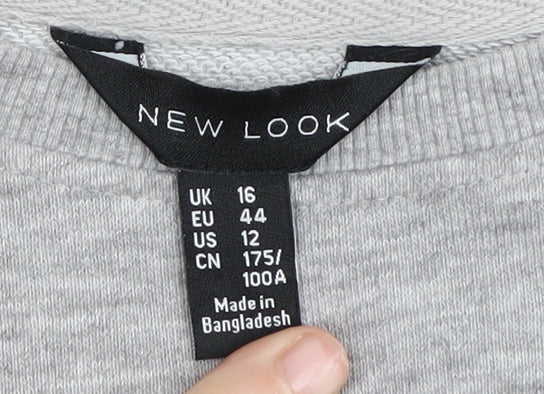 NEW LOOK
UK 16
EU 44
US 12
CN 175/
100A
Made in
Bangladesh